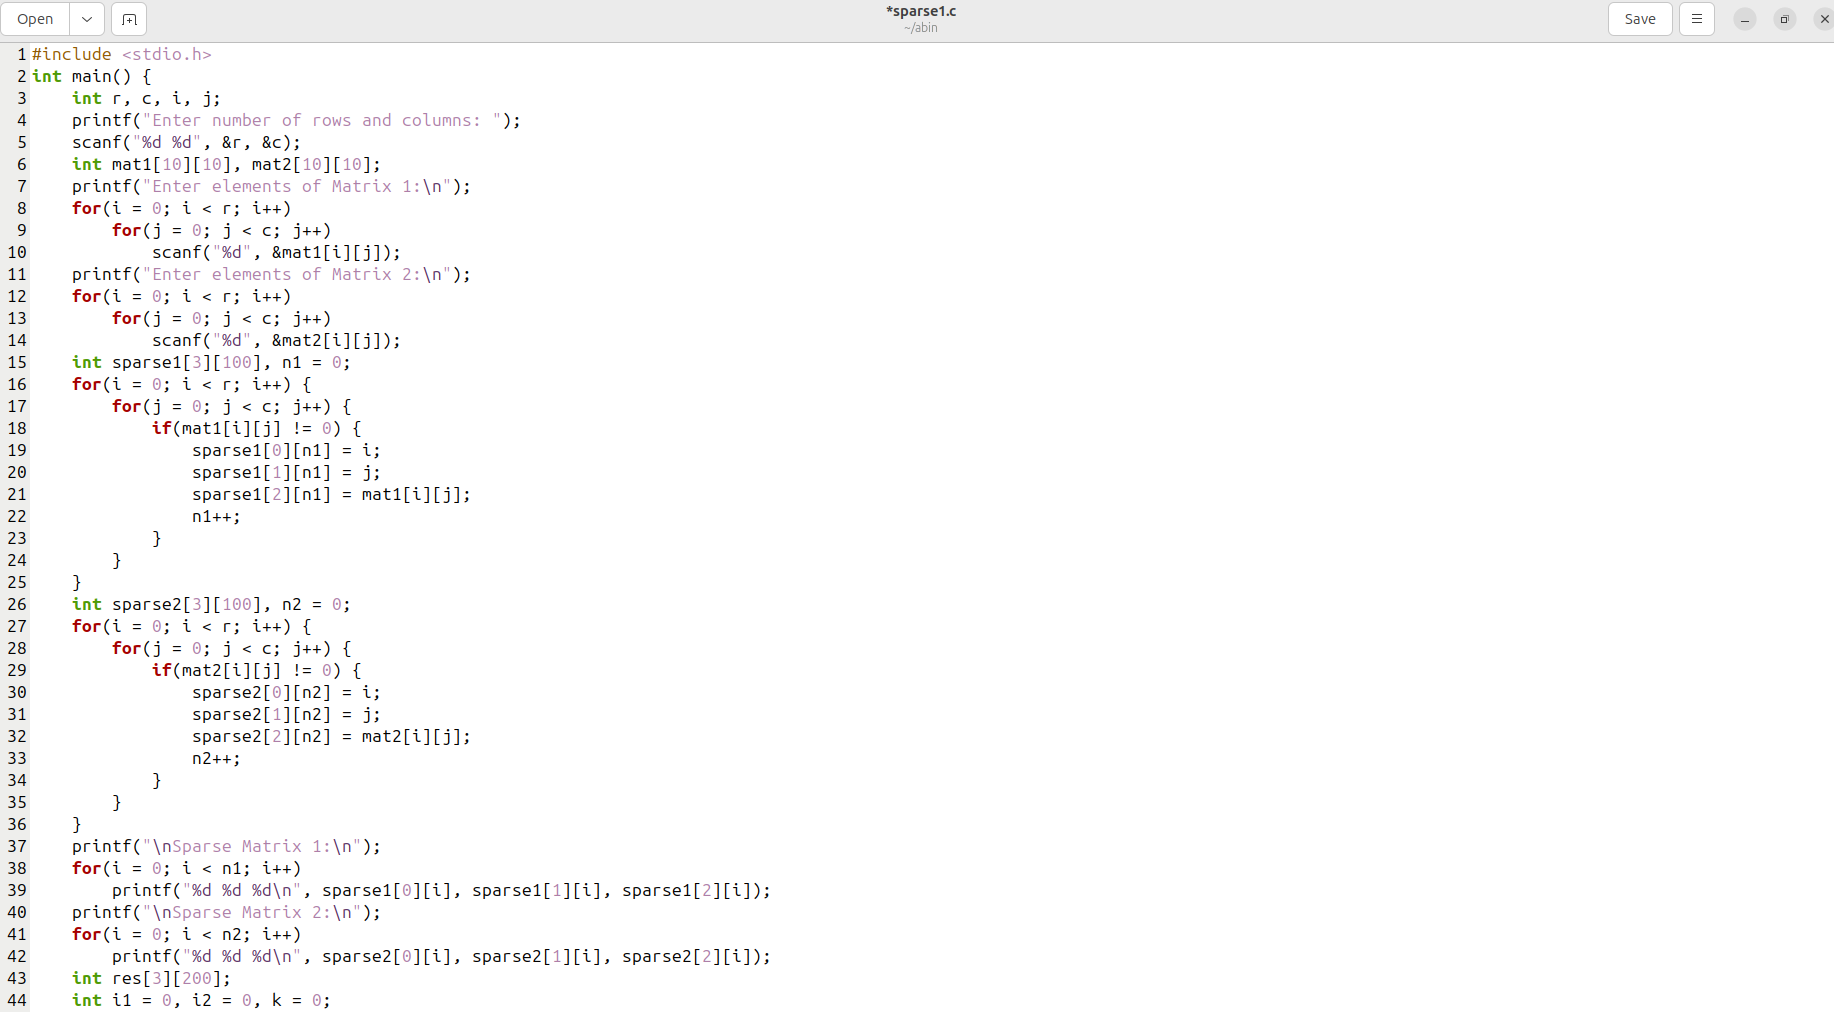 Open
*sparse1.c
~/abin
Save
1 #include <stdio.h>
2 int main() {
3     int r, c, i, j;
4     printf("Enter number of rows and columns: ");
5     scanf("%d %d", &r, &c);
6     int mat1[10][10], mat2[10][10];
7     printf("Enter elements of Matrix 1:\n");
8     for(i = 0; i < r; i++)
9         for(j = 0; j < c; j++)
10             scanf("%d", &mat1[i][j]);
11     printf("Enter elements of Matrix 2:\n");
12     for(i = 0; i < r; i++)
13         for(j = 0; j < c; j++)
14             scanf("%d", &mat2[i][j]);
15     int sparse1[3][100], n1 = 0;
16     for(i = 0; i < r; i++) {
17         for(j = 0; j < c; j++) {
18             if(mat1[i][j] != 0) {
19                 sparse1[0][n1] = i;
20                 sparse1[1][n1] = j;
21                 sparse1[2][n1] = mat1[i][j];
22                 n1++;
23             }
24         }
25     }
26     int sparse2[3][100], n2 = 0;
27     for(i = 0; i < r; i++) {
28         for(j = 0; j < c; j++) {
29             if(mat2[i][j] != 0) {
30                 sparse2[0][n2] = i;
31                 sparse2[1][n2] = j;
32                 sparse2[2][n2] = mat2[i][j];
33                 n2++;
34             }
35         }
36     }
37     printf("\nSparse Matrix 1:\n");
38     for(i = 0; i < n1; i++)
39         printf("%d %d %d\n", sparse1[0][i], sparse1[1][i], sparse1[2][i]);
40     printf("\nSparse Matrix 2:\n");
41     for(i = 0; i < n2; i++)
42         printf("%d %d %d\n", sparse2[0][i], sparse2[1][i], sparse2[2][i]);
43     int res[3][200];
44     int i1 = 0, i2 = 0, k = 0;